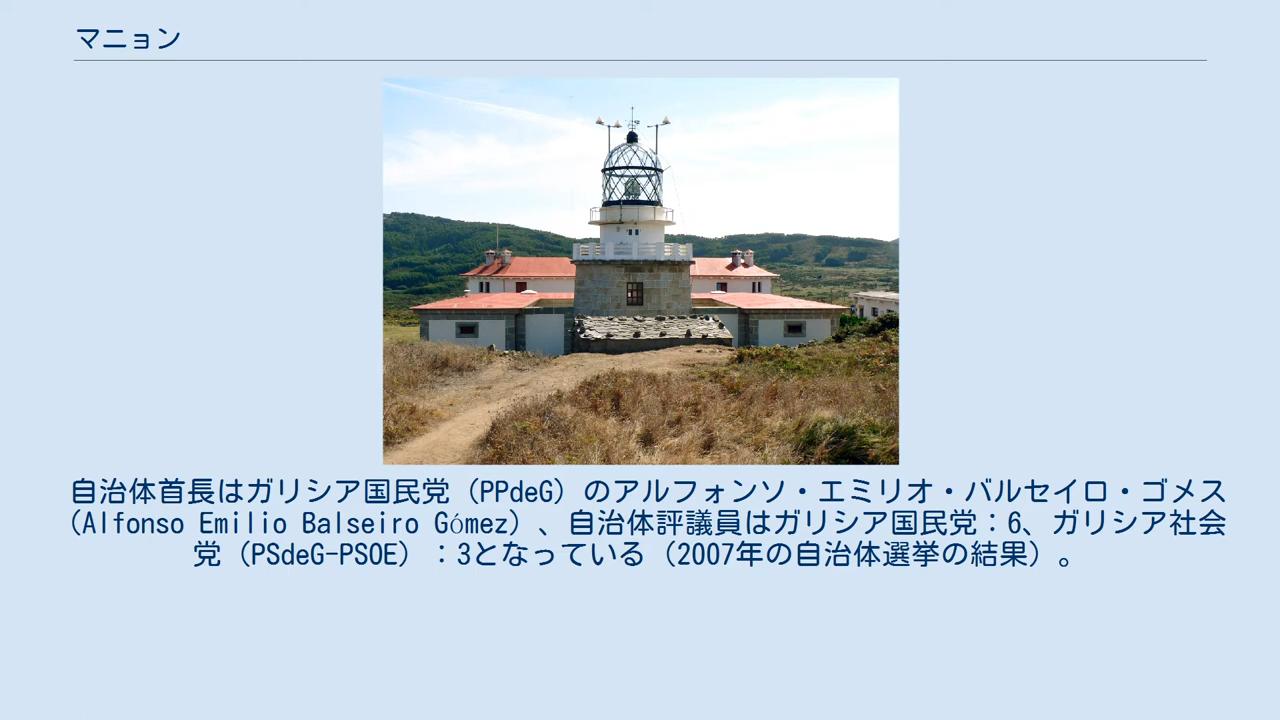 マニョン
自治体首長はガリシア国民党（PPdeG）のアルフォンソ・エミリオ・バルセイロ・ゴメス
（Alfonso Emilio Balseiro Gómez）、自治体評議員はガリシア国民党：6、ガリシア社会
党（PSdeG-PSOE）：3となっている（2007年の自治体選挙の結果）。